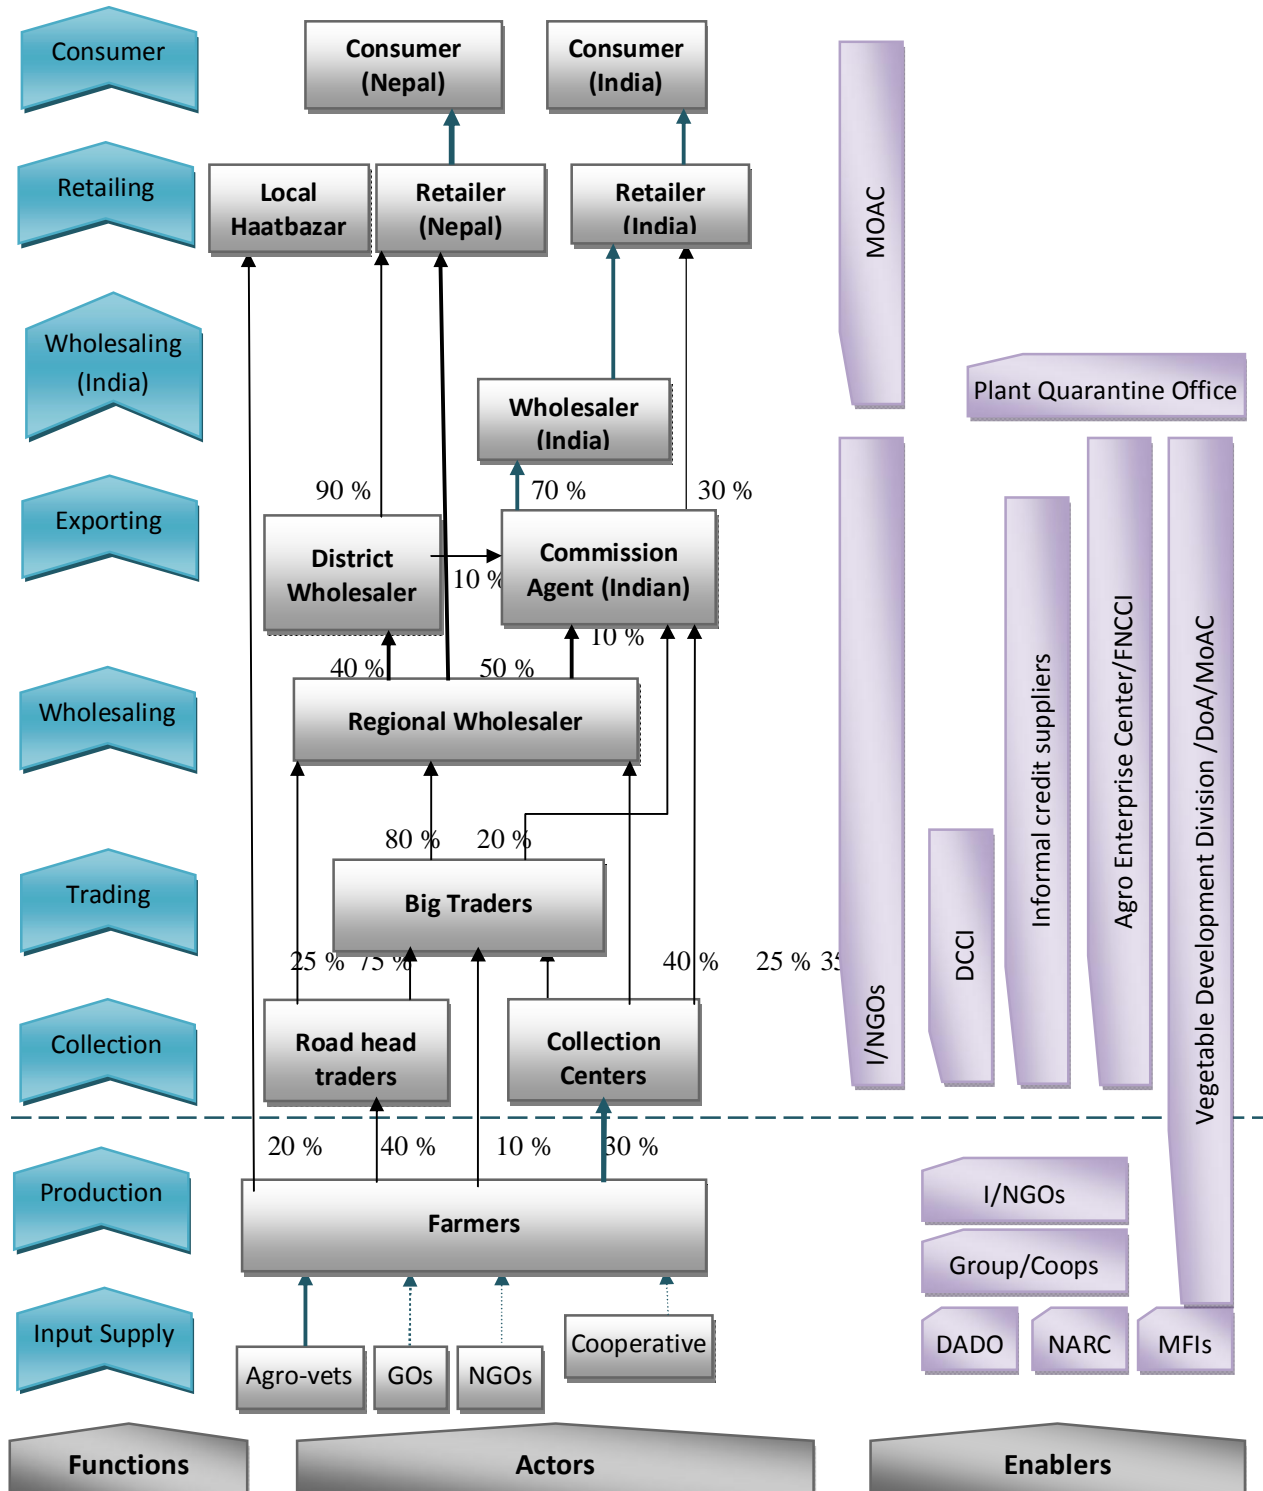 Consumer
Consumer
(Nepal)
Consumer
(India)
Retailing
Local
Haatbazar
Retailer
(Nepal)
Retailer
(India)
MOAC
Wholesaling
(India)
Plant Quarantine Office
Wholesaler
(India)
90 %
70 %
30 %
Exporting
District
Wholesaler
10 %
Commission
Agent (Indian)
10 %
40 %
50 %
Wholesaling
Regional Wholesaler
80 %
20 %
Trading
Big Traders
25 %
75 %
40 %
25 %
35
Collection
Road head
traders
Collection
Centers
I/NGOs
DCCI
Informal credit suppliers
Agro Enterprise Center/FNCCI
Vegetable Development Division /DoA/MoAC
20 %
40 %
10 %
30 %
Production
Farmers
I/NGOs
Group/Coops
Input Supply
Agro-vets
GOs
NGOs
Cooperative
DADO
NARC
MFIs
Functions
Actors
Enablers